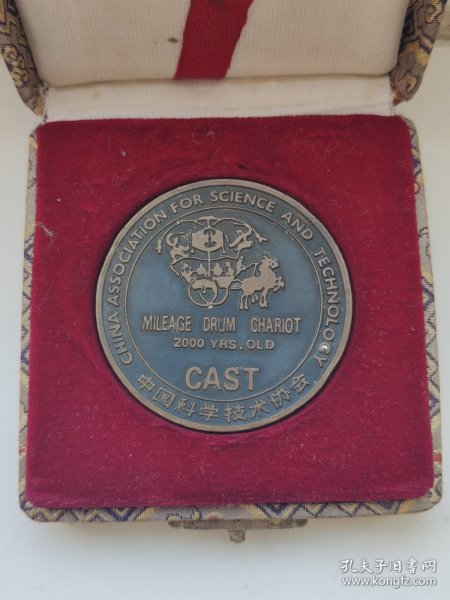 CHINA ASSOCIATION FOR SCIENCE AND TECHNOLOGY
MILEAGE DRUM CHARIOT
2000 YRS. OLD
CAST
中国科学技术协会
孔夫子旧书网
www.kongfz.com